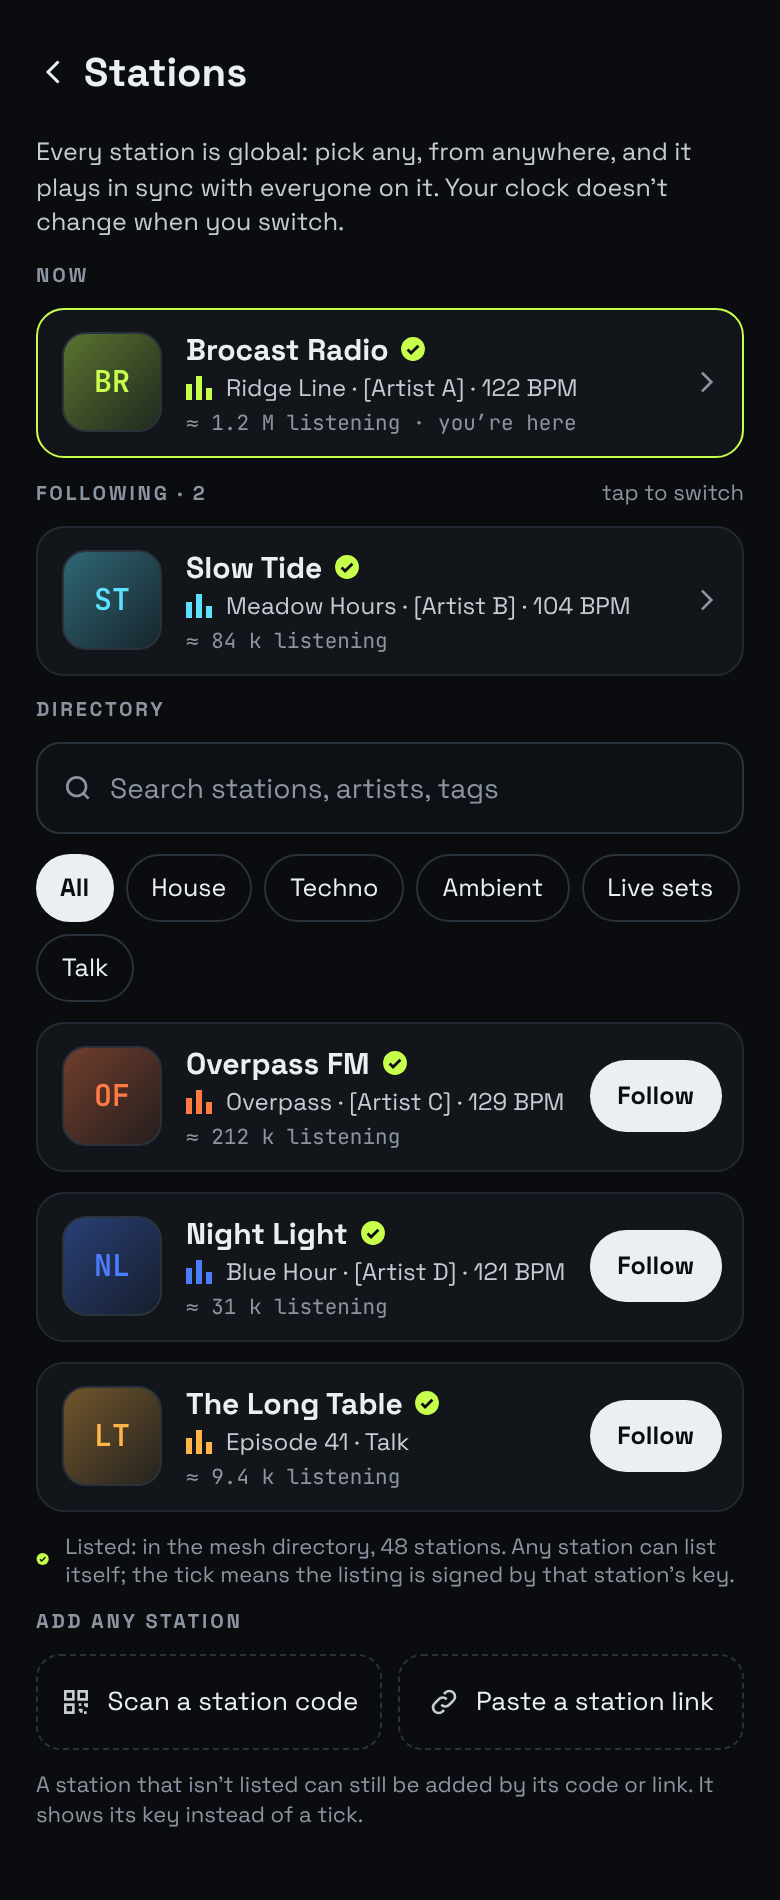 Stations
Every station is global: pick any, from anywhere, and it
plays in sync with everyone on it. Your clock doesn’t
change when you switch.
NOW
BR
Brocast Radio
Ridge Line · [Artist A] · 122 BPM
≈ 1.2 M listening · you’re here
FOLLOWING · 2
tap to switch
ST
Slow Tide
Meadow Hours · [Artist B] · 104 BPM
≈ 84 k listening
DIRECTORY
Search stations, artists, tags
All House Techno Ambient Live sets
Talk
OF
Overpass FM
Overpass · [Artist C] · 129 BPM
≈ 212 k listening
Follow
NL
Night Light
Blue Hour · [Artist D] · 121 BPM
≈ 31 k listening
Follow
LT
The Long Table
Episode 41 · Talk
≈ 9.4 k listening
Follow
Listed: in the mesh directory, 48 stations. Any station can list
itself; the tick means the listing is signed by that station’s key.
ADD ANY STATION
Scan a station code
Paste a station link
A station that isn’t listed can still be added by its code or link. It
shows its key instead of a tick.